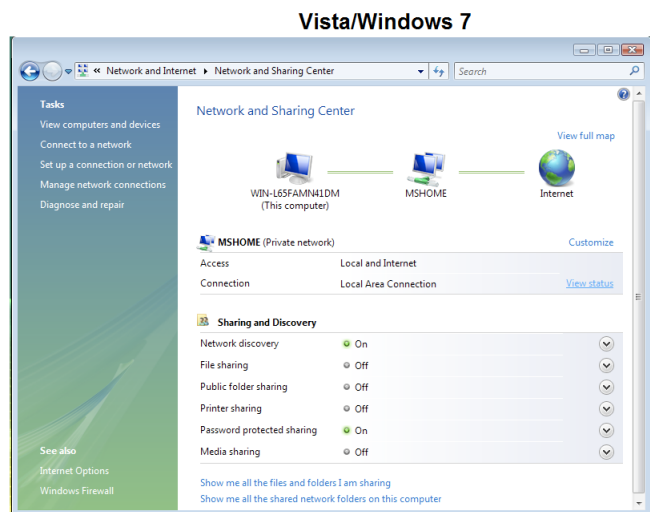 Vista/Windows 7
« Network and Internet ▸ Network and Sharing Center
Search
Tasks
View computers and devices
Connect to a network
Set up a connection or network
Manage network connections
Diagnose and repair
See also
Internet Options
Windows Firewall
Network and Sharing Center
View full map
WIN-L65FAMN41DM
(This computer)
MSHOME
Internet
MSHOME (Private network)
Customize
Access Local and Internet
Connection Local Area Connection View status
Sharing and Discovery
Network discovery On
File sharing Off
Public folder sharing Off
Printer sharing Off
Password protected sharing On
Media sharing Off
Show me all the files and folders I am sharing
Show me all the shared network folders on this computer